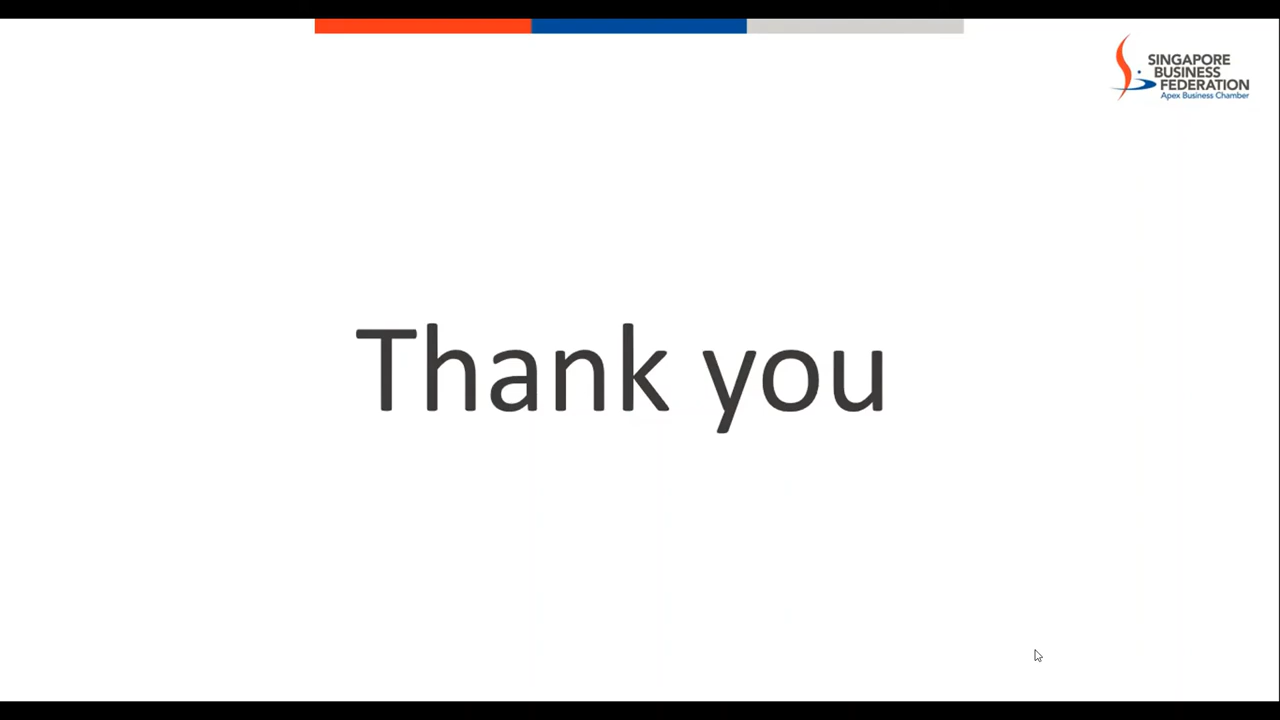 SINGAPORE
BUSINESS
FEDERATION
Apex Business Chamber
Thank you